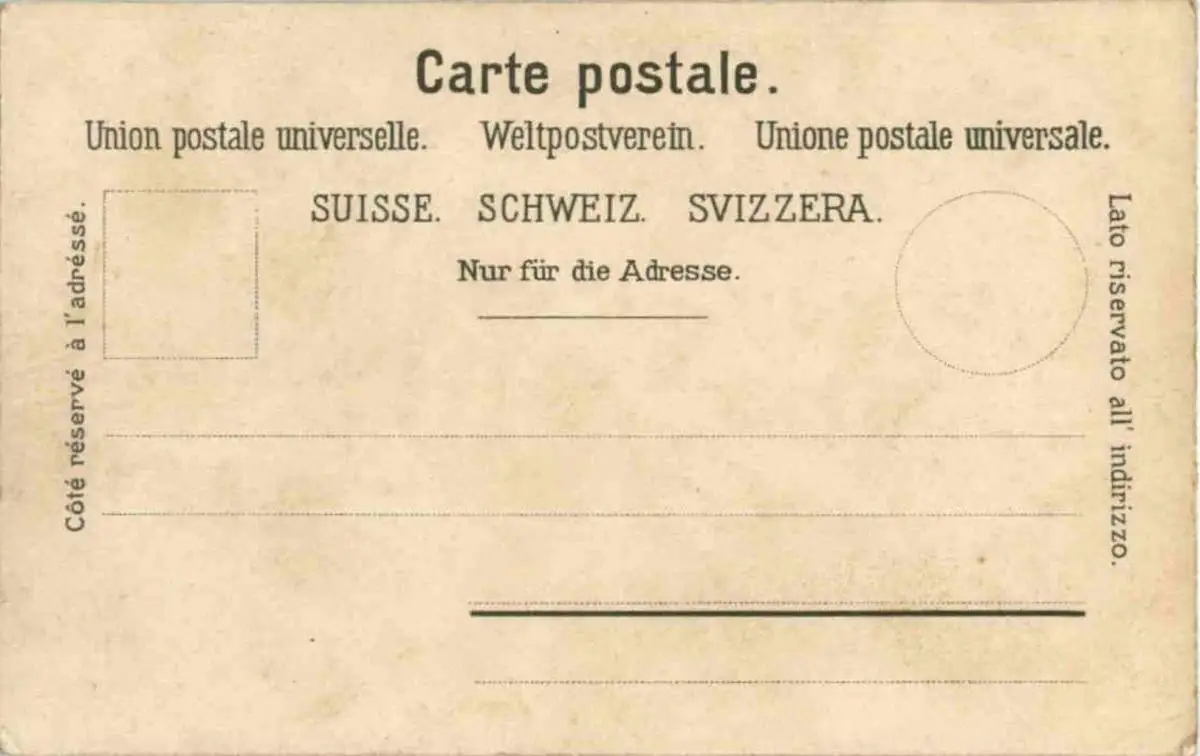 Carte postale.
Union postale universelle. Weltpostverein. Unione postale universale.
SUISSE. SCHWEIZ. SVIZZERA.
Nur für die Adresse.
Côté réservé à l'adréssé.
Lato riservato all' indirizzo.